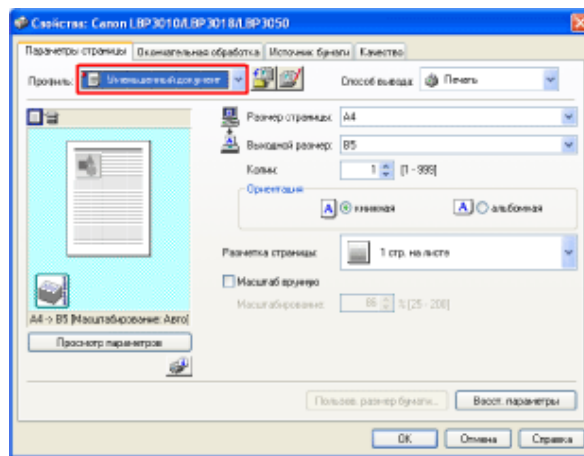 Свойства: Canon LBP3010/LBP3018/LBP3050
Параметры страницы Окончательная обработка Источник бумаги Качество
Профиль: Уменьшенный документ Способ вывода: Печать
Размер страницы: A4
Выходной размер: B5
Копии: 1 [1 - 999]
Ориентация
A книжная A альбомная
Разметка страницы: 1 стр. на листе
Масштаб вручную
Масштабирование: 86 % [25 - 200]
A4 -> B5 [Масштабирование: Авто]
Просмотр параметров
Пользов. размер бумаги... Восст. параметры
OK Отмена Справка